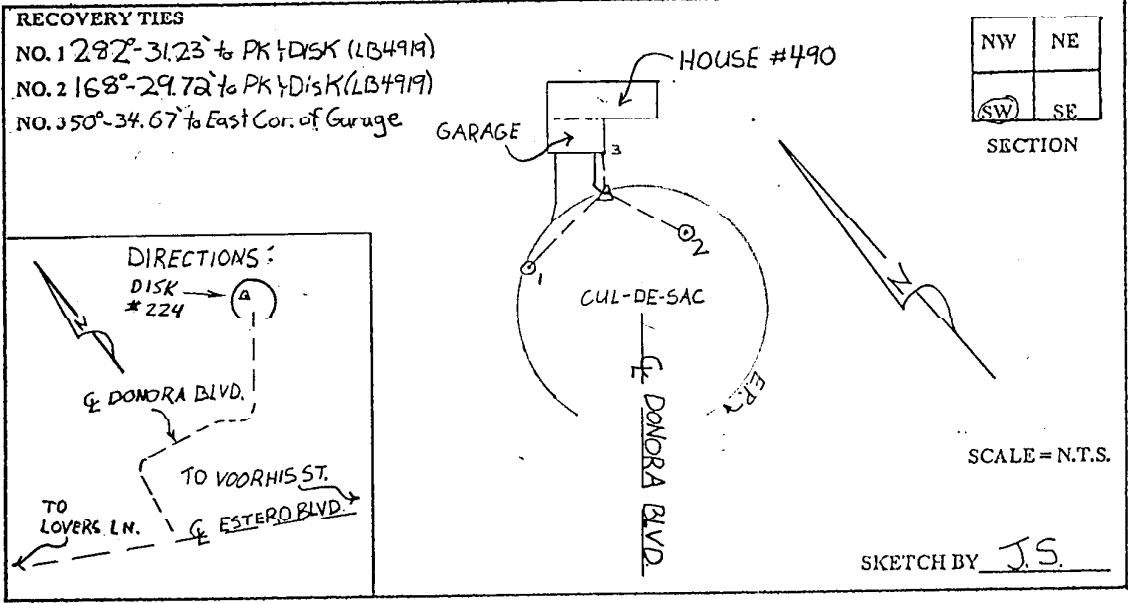 RECOVERY TIES
NO. 1 282°-31.23' to PK & DISK (LB4919)
NO. 2 168°-29.72' to PK & DISK (LB4919)
NO. 3 50°-34.67' to East Cor. of Garage
HOUSE #490
GARAGE
3
1
2
CUL-DE-SAC
℄ DONORA BLVD.
E.P.
NW NE
SW SE
SECTION
N
SCALE = N.T.S.
SKETCH BY J.S.
DIRECTIONS:
DISK
#224
N
℄ DONORA BLVD.
TO VOORHIS ST.
TO
LOVERS LN.
℄ ESTERO BLVD.